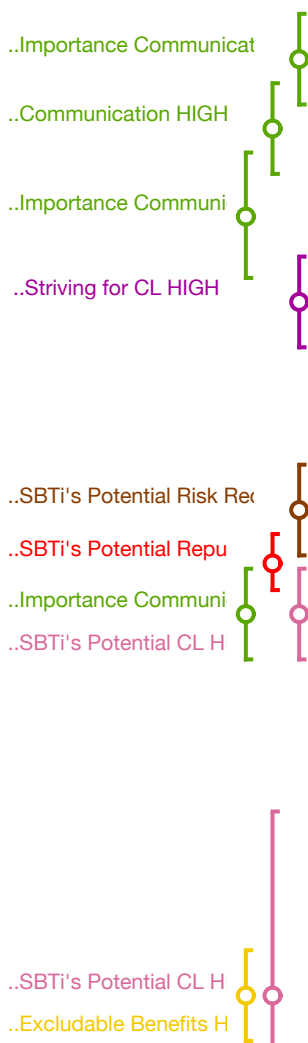 ..Importance Communicat
..Communication HIGH
..Importance Communi
..Striving for CL HIGH
..SBTi's Potential Risk Rec
..SBTi's Potential Repu
..Importance Communi
..SBTi's Potential CL H
..SBTi's Potential CL H
..Excludable Benefits H